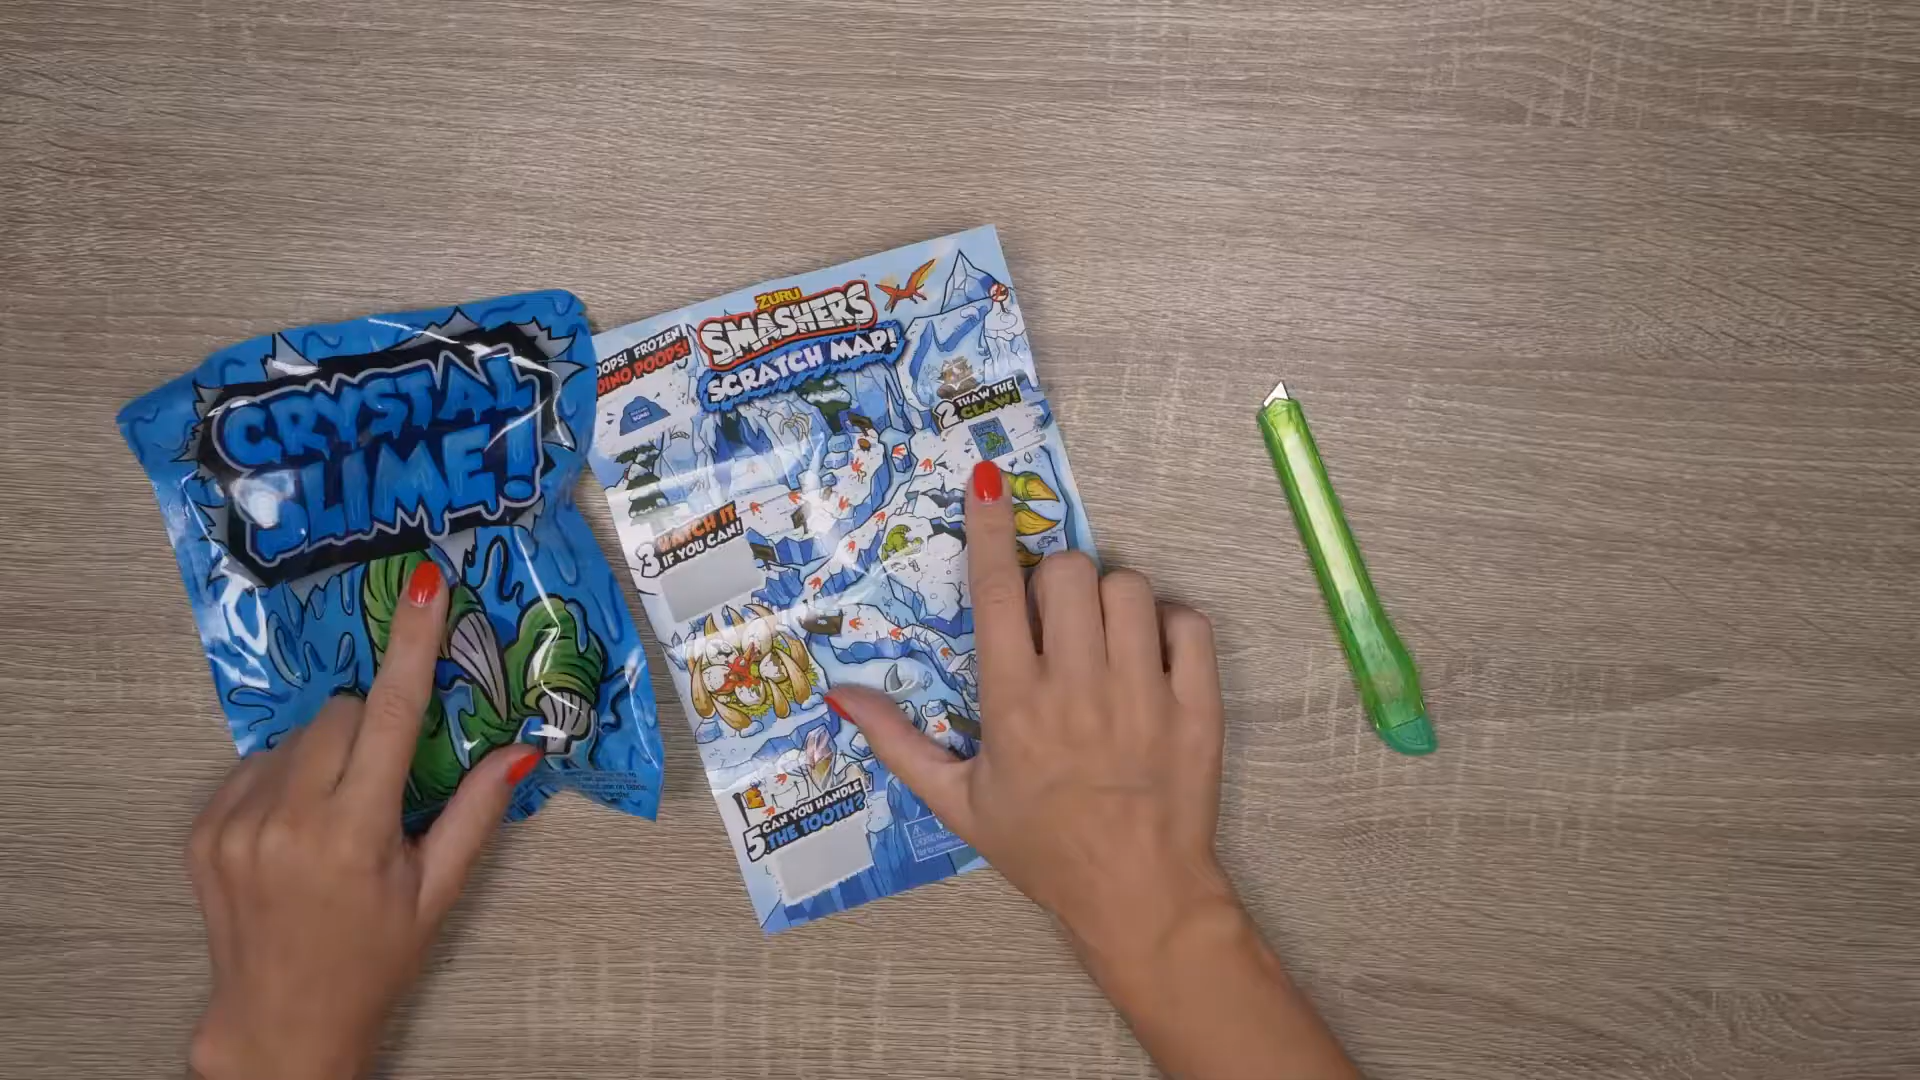 CRYSTAL
SLIME!
ZURU
SMASHERS
SCRATCH MAP!
OOPS! FROZEN
DINO POOPS!
2 THAW THE
CLAW!
3 HATCH IT
IF YOU CAN!
5 CAN YOU HANDLE
THE TOOTH?